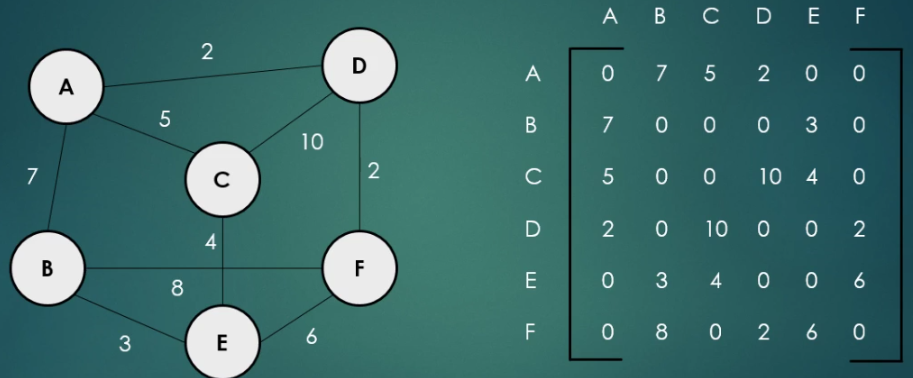 A B C D E F
A 0 7 5 2 0 0
B 7 0 0 0 3 0
C 5 0 0 10 4 0
D 2 0 10 0 0 2
E 0 3 4 0 0 6
F 0 8 0 2 6 0
2
D
A
5
10
C
7
2
4
B
F
8
3
E
6